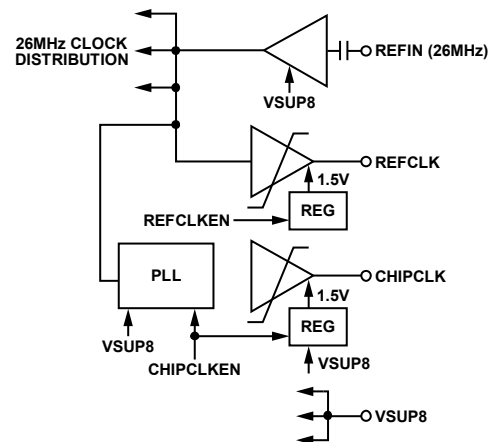 26MHz CLOCK
DISTRIBUTION
REFIN (26MHz)
VSUP8
REFCLK
1.5V
REG
REFCLKEN
PLL
CHIPCLK
1.5V
REG
VSUP8
VSUP8
CHIPCLKEN
VSUP8